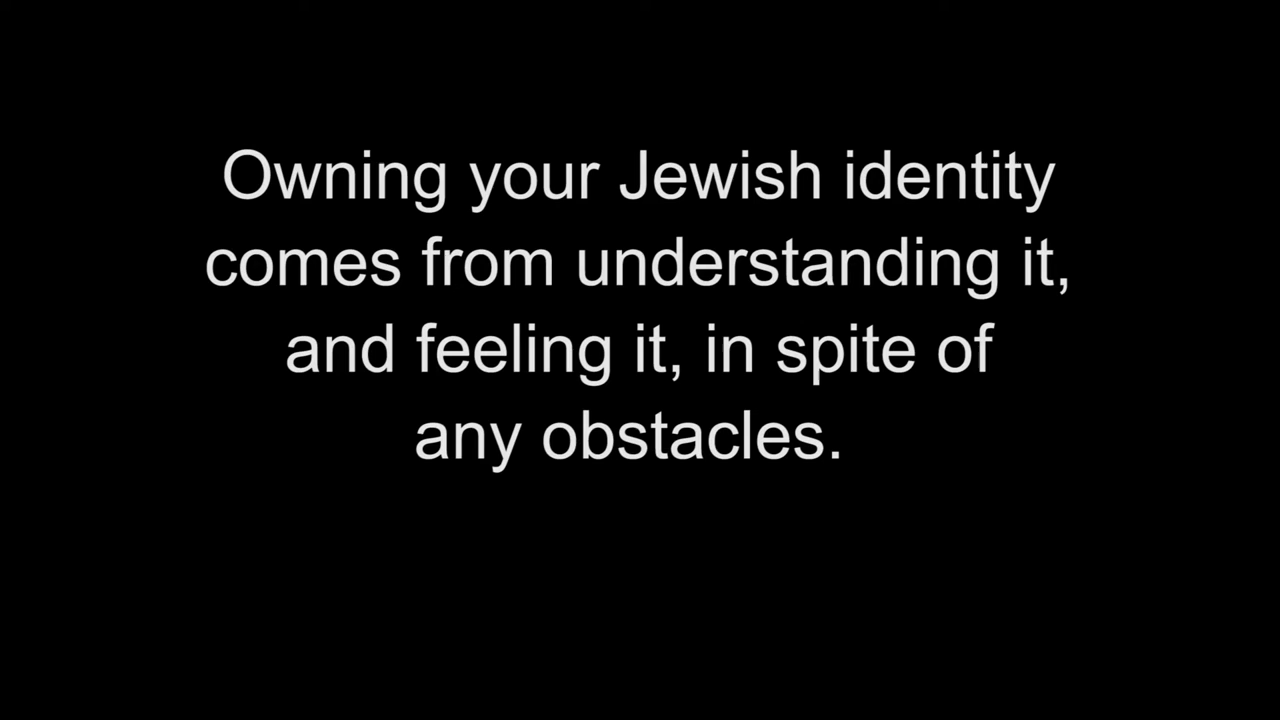 Owning your Jewish identity
comes from understanding it,
and feeling it, in spite of
any obstacles.